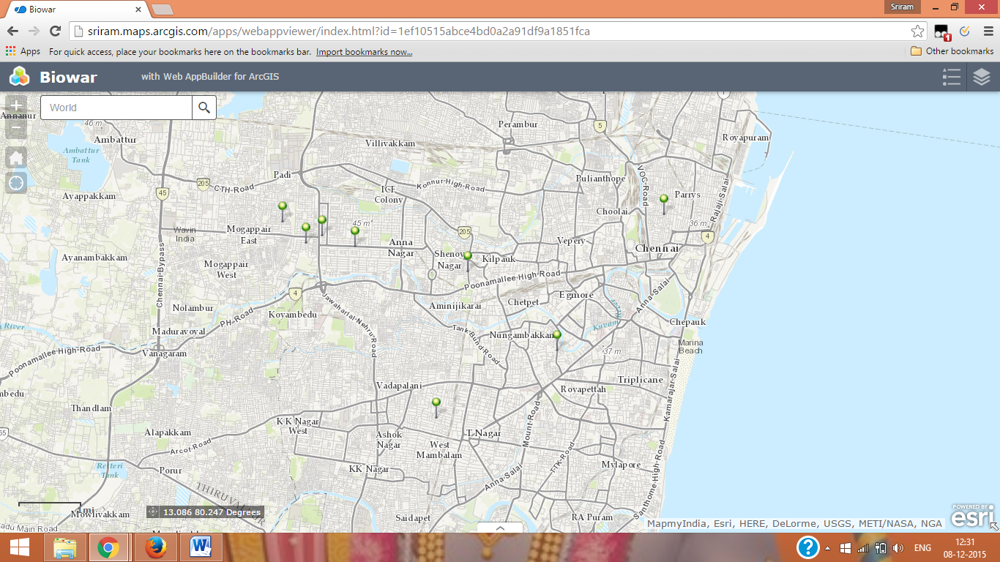 Biowar
Sriram
sriram.maps.arcgis.com/apps/webappviewer/index.html?id=1ef10515abce4bd0a2a91df9a1851fca
1
Apps For quick access, place your bookmarks here on the bookmarks bar. Import bookmarks now... Other bookmarks
Biowar with Web AppBuilder for ArcGIS
World
Annanur
46 m
Ambattur
Ambattur
Tank
Ayappakkam
Villivakkam
Perambur
5
1
Royapuram
Padi
205
CTH-Road
45
ICF
Colony
Konnur-High-Road
Pulianthope
VOC-Road
Parrys
Rajaji-Salai
Choolai
36 m
Wavin
India
Mogappair
East
45 m
Anna
Nagar
205
Shenoy
Nagar
Kilpauk
Vepery
Chennai
4
Ayanambakkam
Chennai-Bypass
Mogappair
West
Poonamallee-High-Road
4
Jawaharlal-Nehru-Road
Aminjikarai
Chetpet
Egmore
Anna-Salai
Nolambur
PH-Road
Koyambedu
Chepauk
River
Maduravoyal
Tank-Bund-Road
Nungambakkam
Kuvam
37 m
Marina
Beach
Poonamallee-High-Road
Vanagaram
Vadapalani
Royapettah
Triplicane
Kamarajar-Salai
mbedu
Thandlam
KK Nagar
West
Mount-Road
55
Alapakkam
Arcot-Road
Ashok
Nagar
West
Mambalam
T Nagar
TTK-Road
Retteri
Tank
Porur
KK Nagar
Mylapore
Anna-Salai
Santhome-High-Road
THIRUVAL
1mi
Mowlivakkam
13.086 80.247 Degrees
Saidapet
RA Puram
adu Main Road
MapmyIndia, Esri, HERE, DeLorme, USGS, METI/NASA, NGA
POWERED BY
esri
ENG
12:31
08-12-2015